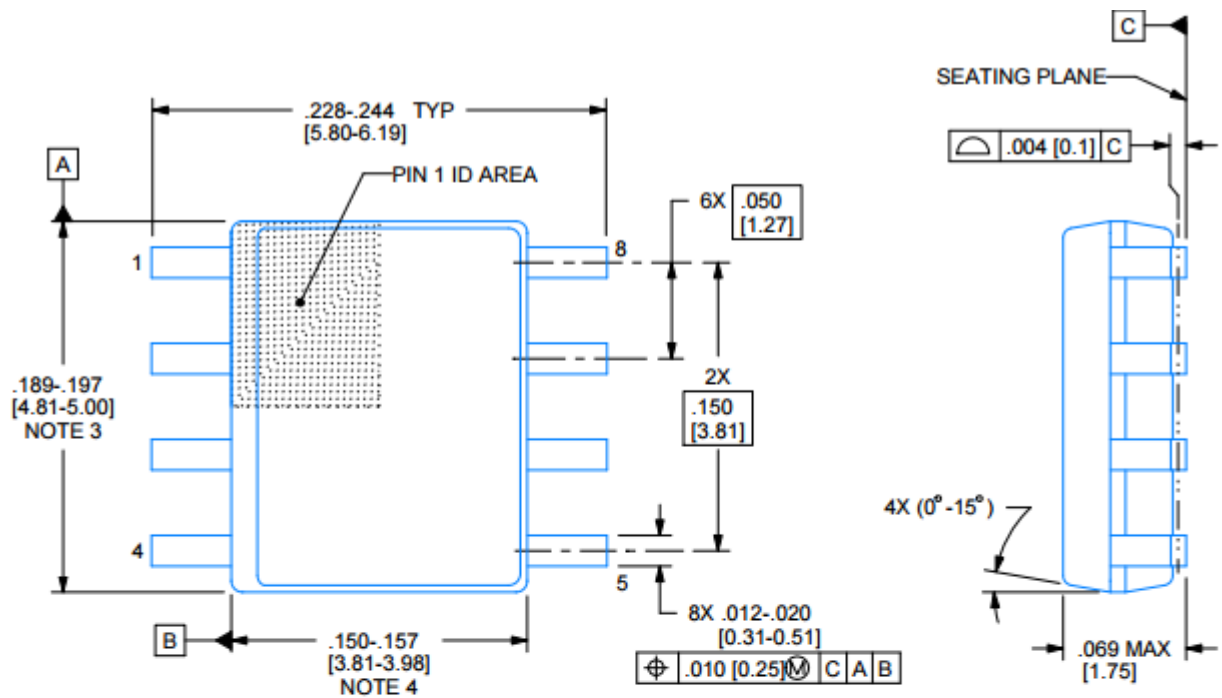 C
SEATING PLANE
.004 [0.1] C
.228-.244 TYP
[5.80-6.19]
A
PIN 1 ID AREA
6X .050
[1.27]
1
8
.189-.197
[4.81-5.00]
NOTE 3
2X
.150
[3.81]
4X (0°-15°)
4
5
8X .012-.020
[0.31-0.51]
B
.150-.157
[3.81-3.98]
NOTE 4
⌖ .010 [0.25]Ⓜ C A B
.069 MAX
[1.75]